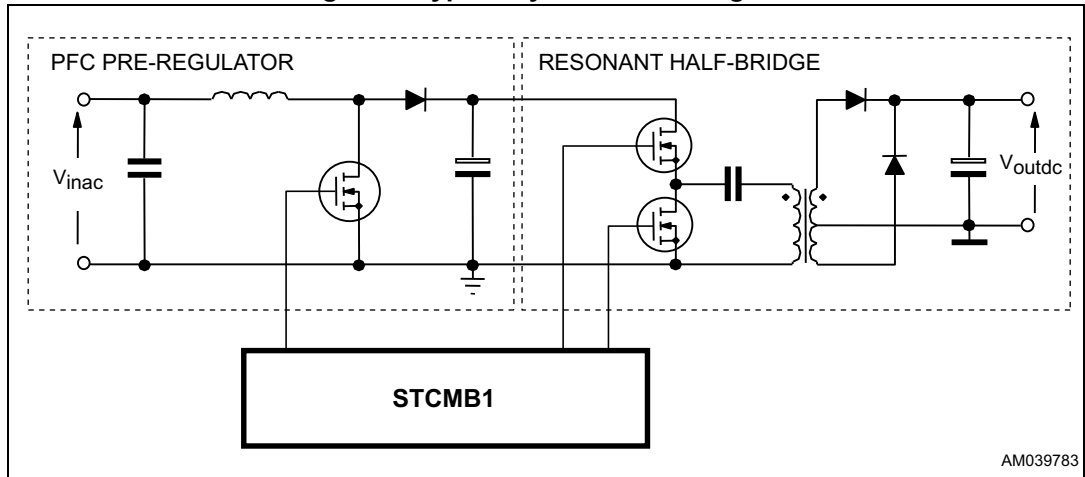 PFC PRE-REGULATOR
RESONANT HALF-BRIDGE
Vinac
Voutdc
STCMB1
AM039783